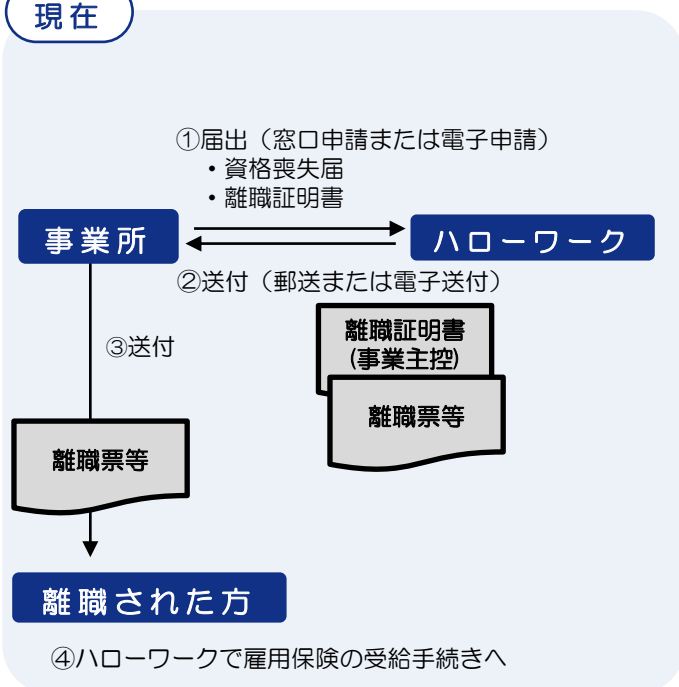 現在
①届出（窓口申請または電子申請）
・資格喪失届
・離職証明書
事業所
ハローワーク
②送付（郵送または電子送付）
離職証明書
(事業主控)
離職票等
③送付
離職票等
離職された方
④ハローワークで雇用保険の受給手続きへ